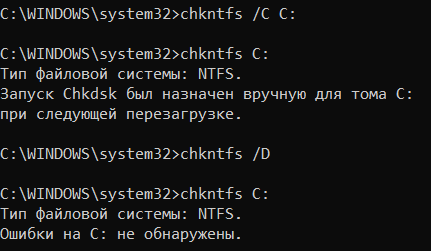 C:\WINDOWS\system32>chkntfs /C C:
C:\WINDOWS\system32>chkntfs C:
Тип файловой системы: NTFS.
Запуск Chkdsk был назначен вручную для тома C:
при следующей перезагрузке.
C:\WINDOWS\system32>chkntfs /D
C:\WINDOWS\system32>chkntfs C:
Тип файловой системы: NTFS.
Ошибки на C: не обнаружены.